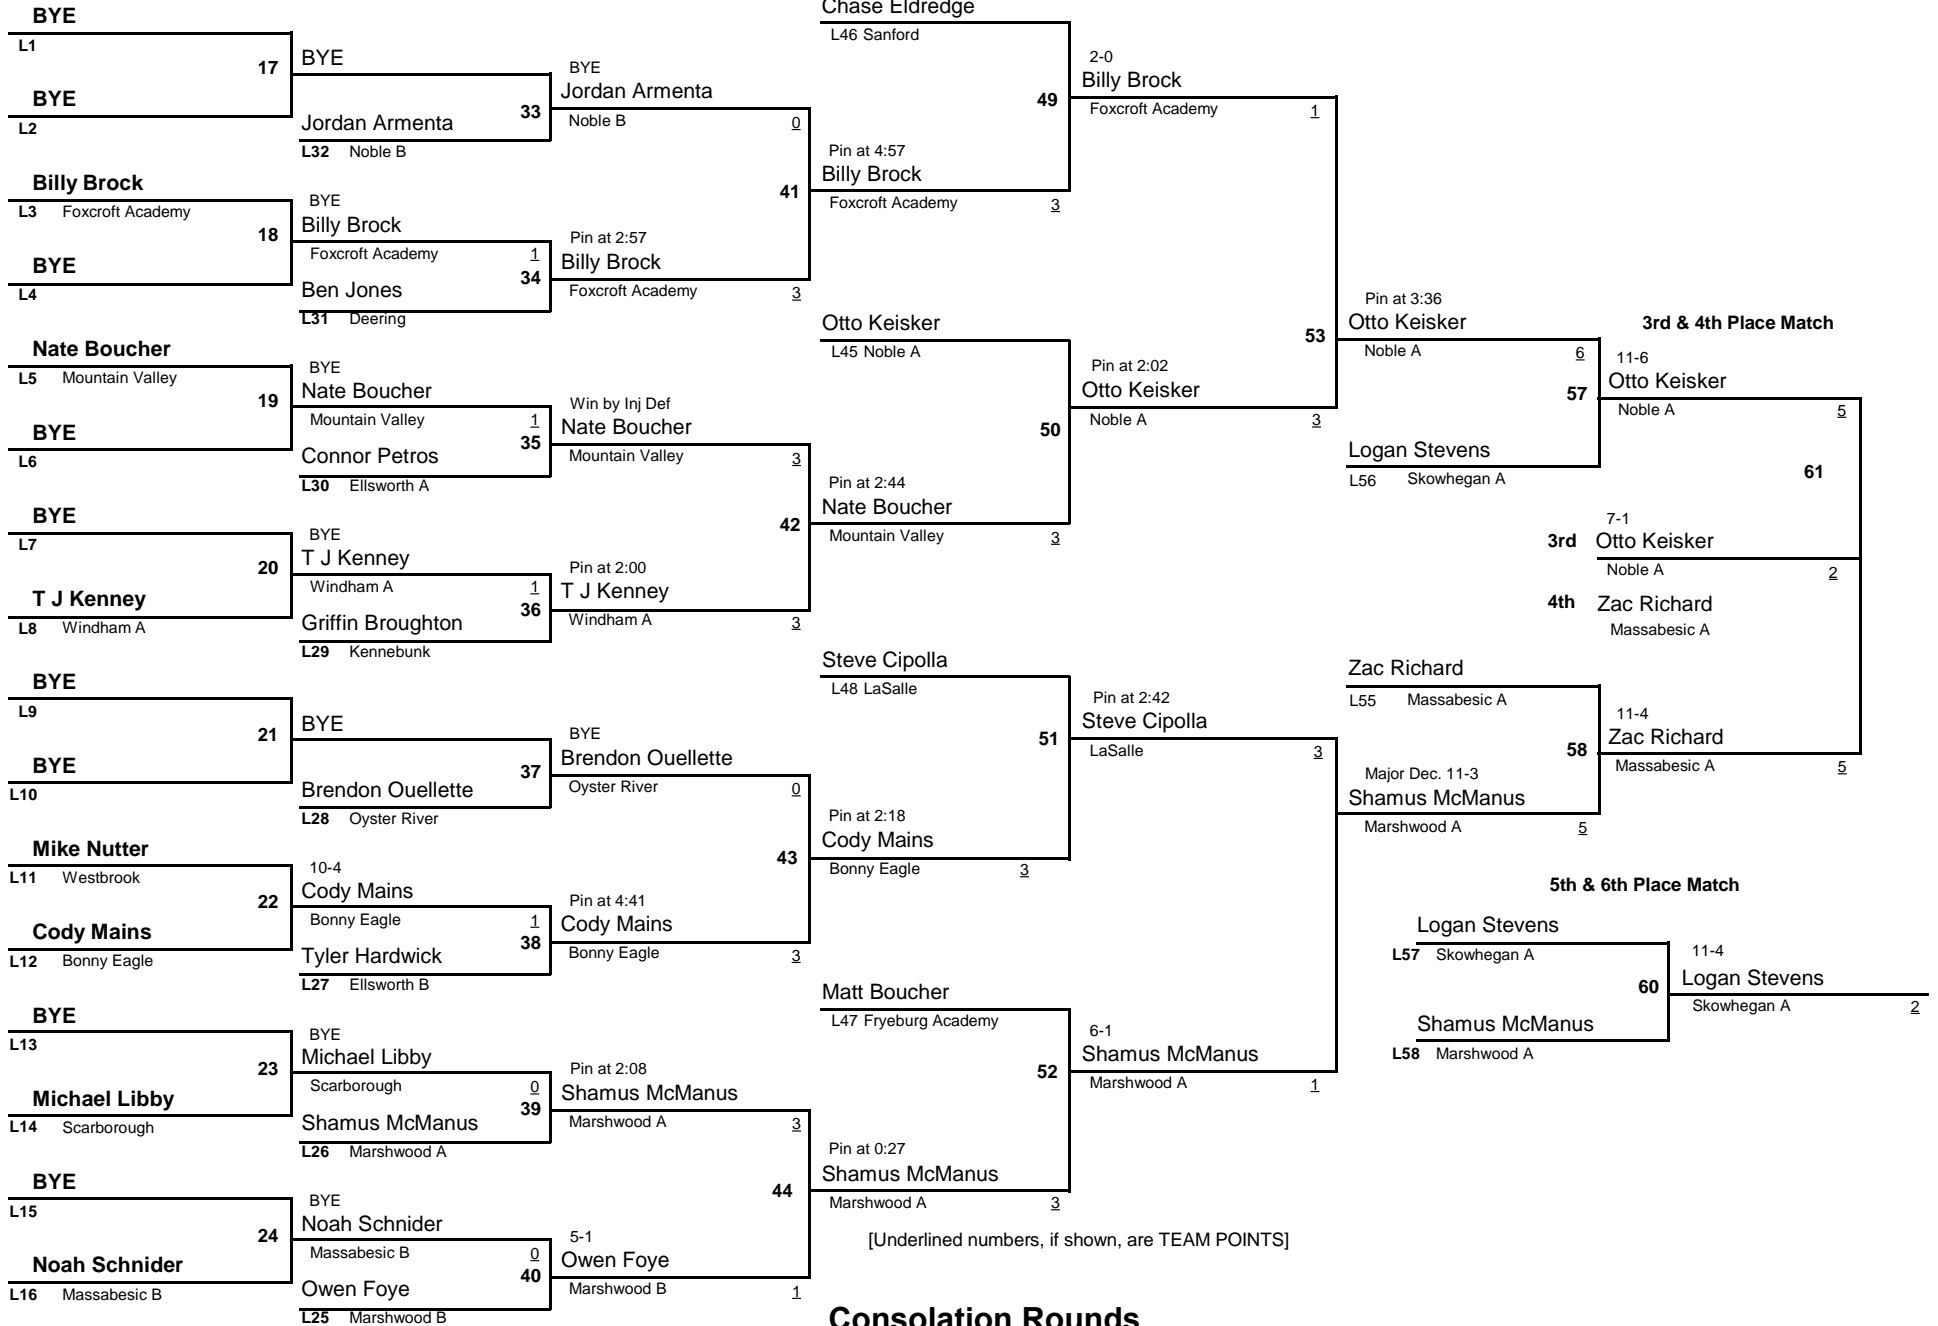 BYE
L1
17
BYE
L2
Billy Brock
L3 Foxcroft Academy
18
BYE
L4
Nate Boucher
L5 Mountain Valley
19
BYE
L6
BYE
L7
20
T J Kenney
L8 Windham A
BYE
L9
21
BYE
L10
Mike Nutter
L11 Westbrook
22
Cody Mains
L12 Bonny Eagle
BYE
L13
23
Michael Libby
L14 Scarborough
BYE
L15
24
Noah Schnider
L16 Massabesic B
BYE
33
Jordan Armenta
L32 Noble B
BYE
Billy Brock
Foxcroft Academy 1
34
Ben Jones
L31 Deering
BYE
Nate Boucher
Mountain Valley 1
35
Connor Petros
L30 Ellsworth A
BYE
T J Kenney
Windham A 1
36
Griffin Broughton
L29 Kennebunk
BYE
37
Brendon Ouellette
L28 Oyster River
10-4
Cody Mains
Bonny Eagle 1
38
Tyler Hardwick
L27 Ellsworth B
BYE
Michael Libby
Scarborough 0
39
Shamus McManus
L26 Marshwood A
BYE
Noah Schnider
Massabesic B 0
40
Owen Foye
L25 Marshwood B
BYE
Jordan Armenta
Noble B 0
41
Pin at 2:57
Billy Brock
Foxcroft Academy 3
Win by Inj Def
Nate Boucher
Mountain Valley 3
42
Pin at 2:00
T J Kenney
Windham A 3
BYE
Brendon Ouellette
Oyster River 0
43
Pin at 4:41
Cody Mains
Bonny Eagle 3
Pin at 2:08
Shamus McManus
Marshwood A 3
44
5-1
Owen Foye
Marshwood B 1
Chase Eldredge
L46 Sanford
49
Pin at 4:57
Billy Brock
Foxcroft Academy 3
Otto Keisker
L45 Noble A
50
Pin at 2:44
Nate Boucher
Mountain Valley 3
Steve Cipolla
L48 LaSalle
51
Pin at 2:18
Cody Mains
Bonny Eagle 3
Matt Boucher
L47 Fryeburg Academy
52
Pin at 0:27
Shamus McManus
Marshwood A 3
2-0
Billy Brock
Foxcroft Academy 1
53
Pin at 2:02
Otto Keisker
Noble A 3
Pin at 2:42
Steve Cipolla
LaSalle 3
6-1
Shamus McManus
Marshwood A 1
Pin at 3:36
Otto Keisker
Noble A 6
57
Logan Stevens
L56 Skowhegan A
Zac Richard
L55 Massabesic A
58
Major Dec. 11-3
Shamus McManus
Marshwood A 5
3rd & 4th Place Match
11-6
Otto Keisker
Noble A 5
61
7-1
3rd Otto Keisker
Noble A 2
4th Zac Richard
Massabesic A
11-4
Zac Richard
Massabesic A 5
5th & 6th Place Match
Logan Stevens
L57 Skowhegan A
60
Shamus McManus
L58 Marshwood A
11-4
Logan Stevens
Skowhegan A 2
[Underlined numbers, if shown, are TEAM POINTS]
Consolation Rounds